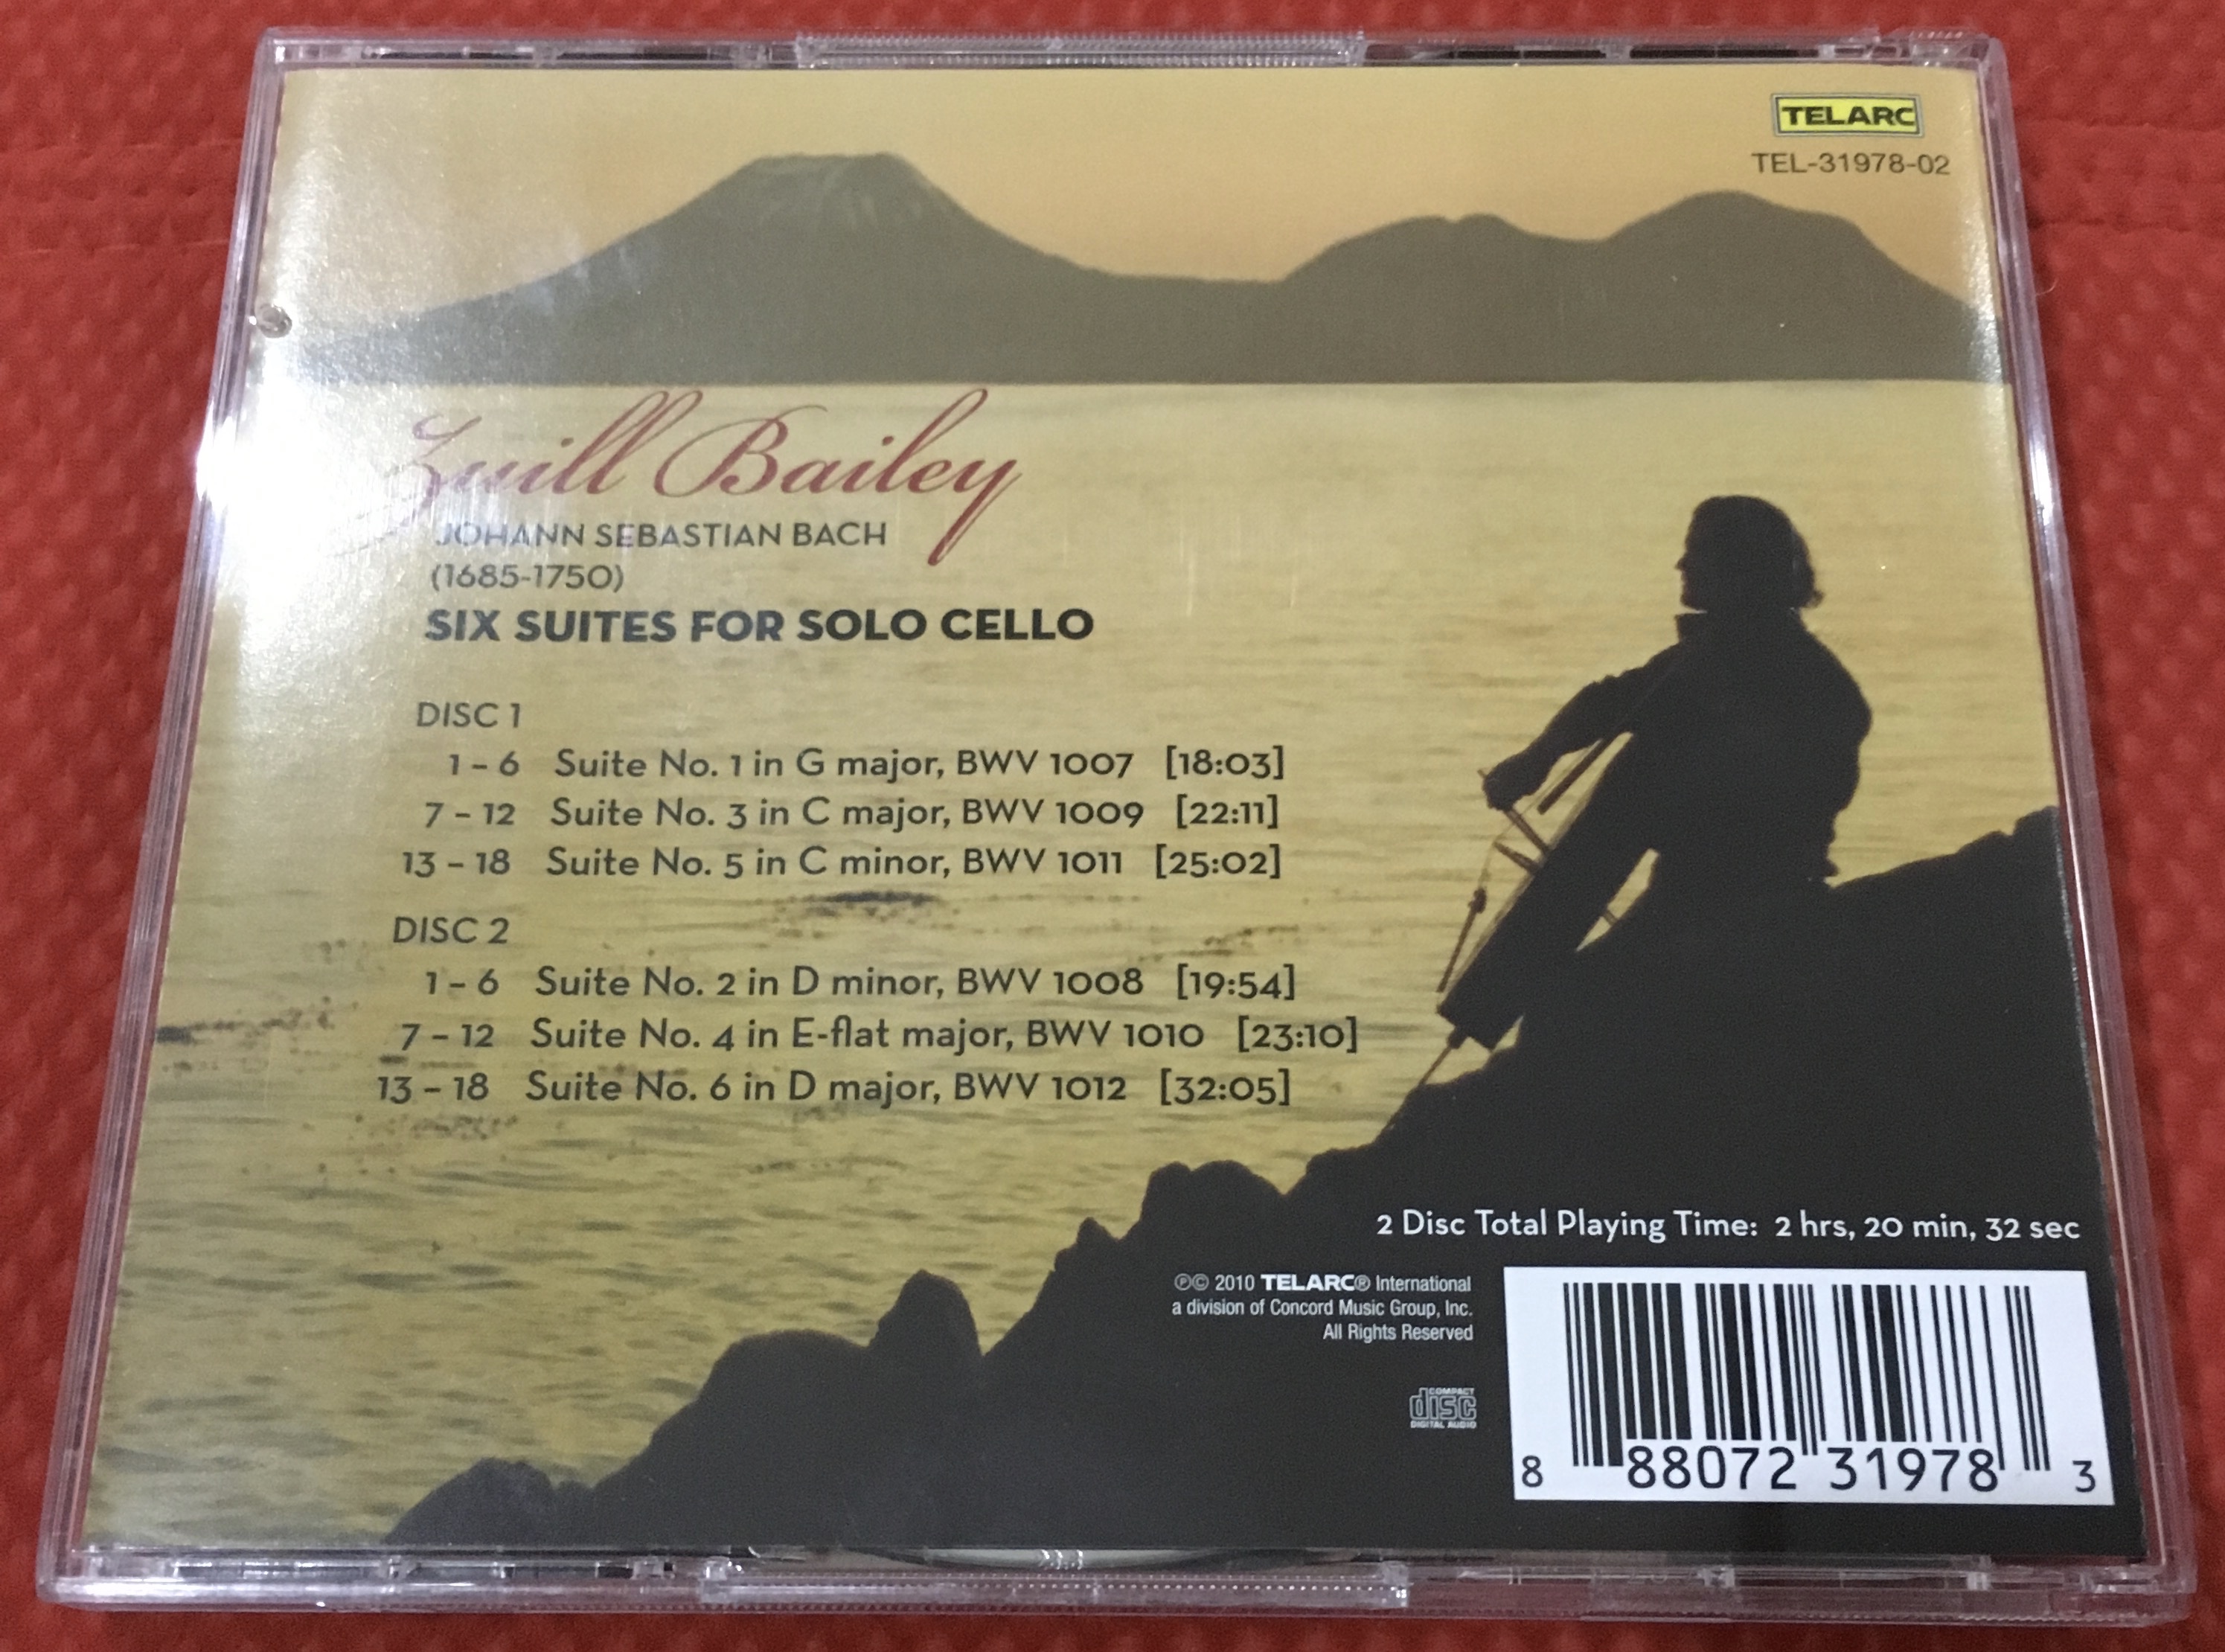 TELARC
TEL-31978-02
Zuill Bailey
JOHANN SEBASTIAN BACH
(1685-1750)
SIX SUITES FOR SOLO CELLO
DISC 1
1 – 6 Suite No. 1 in G major, BWV 1007 [18:03]
7 – 12 Suite No. 3 in C major, BWV 1009 [22:11]
13 – 18 Suite No. 5 in C minor, BWV 1011 [25:02]
DISC 2
1 – 6 Suite No. 2 in D minor, BWV 1008 [19:54]
7 – 12 Suite No. 4 in E-flat major, BWV 1010 [23:10]
13 – 18 Suite No. 6 in D major, BWV 1012 [32:05]
2 Disc Total Playing Time: 2 hrs, 20 min, 32 sec
℗© 2010 TELARC® International
a division of Concord Music Group, Inc.
All Rights Reserved
COMPACT
disc
DIGITAL AUDIO
8 88072 31978 3